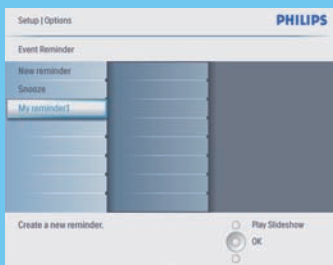 Setup | Options
PHILIPS
Event Reminder
New reminder
Snooze
My reminder1
Create a new reminder.
Play Slideshow
OK